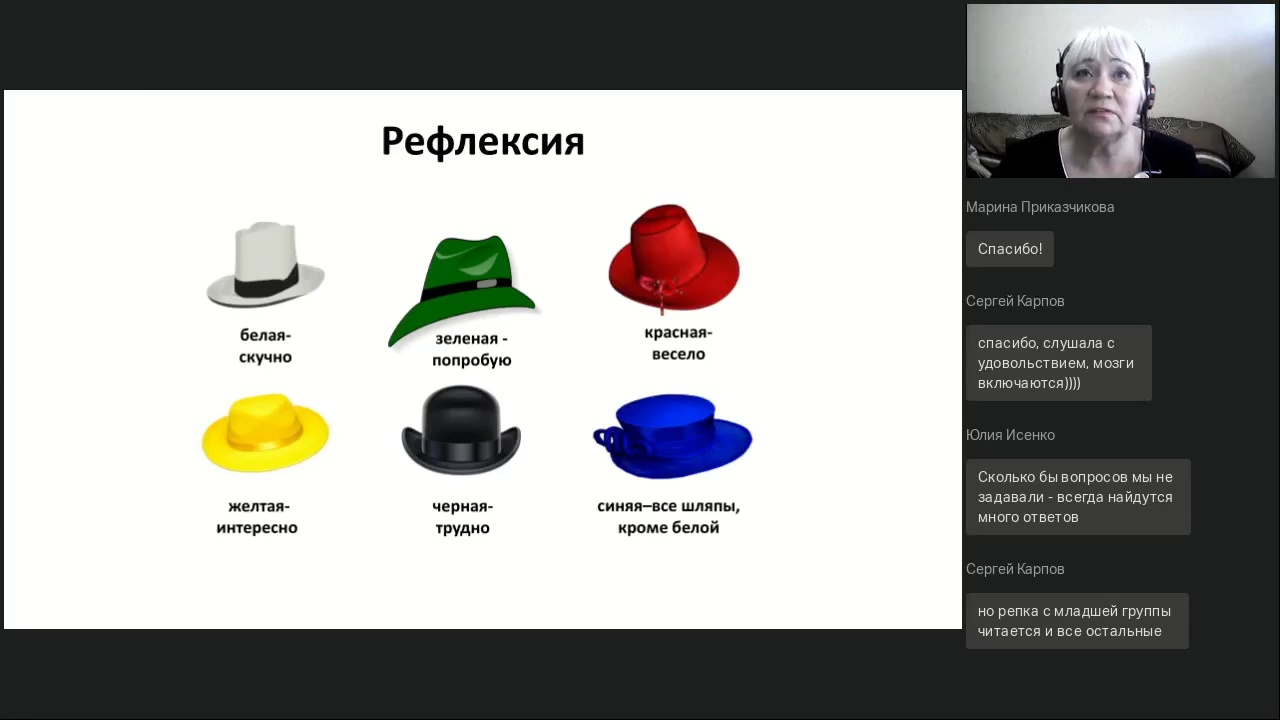 Рефлексия
белая-
скучно
зеленая -
попробую
красная-
весело
желтая-
интересно
черная-
трудно
синяя–все шляпы,
кроме белой
Марина Приказчикова
Спасибо!
Сергей Карпов
спасибо, слушала с
удовольствием, мозги
включаются))))
Юлия Исенко
Сколько бы вопросов мы не
задавали - всегда найдутся
много ответов
Сергей Карпов
но репка с младшей группы
читается и все остальные